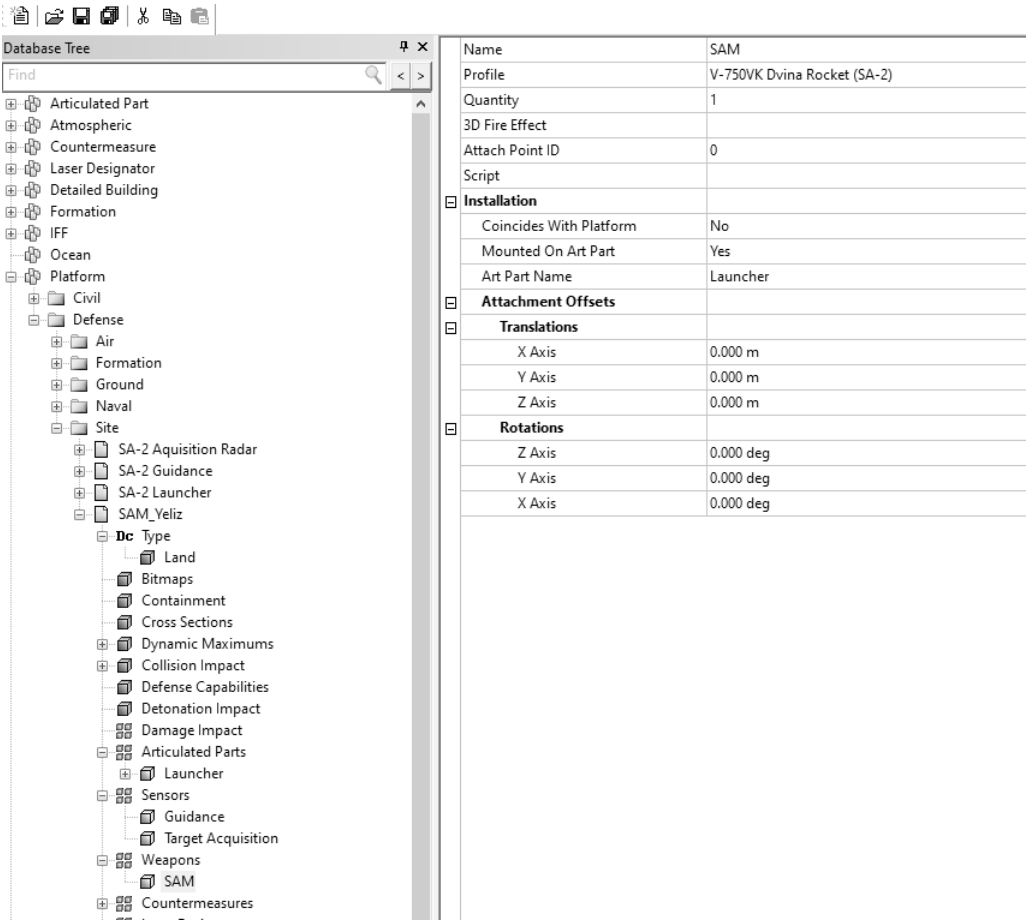 Database Tree
Find
Articulated Part
Atmospheric
Countermeasure
Laser Designator
Detailed Building
Formation
IFF
Ocean
Platform
Civil
Defense
Air
Formation
Ground
Naval
Site
SA-2 Aquisition Radar
SA-2 Guidance
SA-2 Launcher
SAM_Yeliz
Dc Type
Land
Bitmaps
Containment
Cross Sections
Dynamic Maximums
Collision Impact
Defense Capabilities
Detonation Impact
Damage Impact
Articulated Parts
Launcher
Sensors
Guidance
Target Acquisition
Weapons
SAM
Countermeasures
Name SAM
Profile V-750VK Dvina Rocket (SA-2)
Quantity 1
3D Fire Effect
Attach Point ID 0
Script
Installation
Coincides With Platform No
Mounted On Art Part Yes
Art Part Name Launcher
Attachment Offsets
Translations
X Axis 0.000 m
Y Axis 0.000 m
Z Axis 0.000 m
Rotations
Z Axis 0.000 deg
Y Axis 0.000 deg
X Axis 0.000 deg